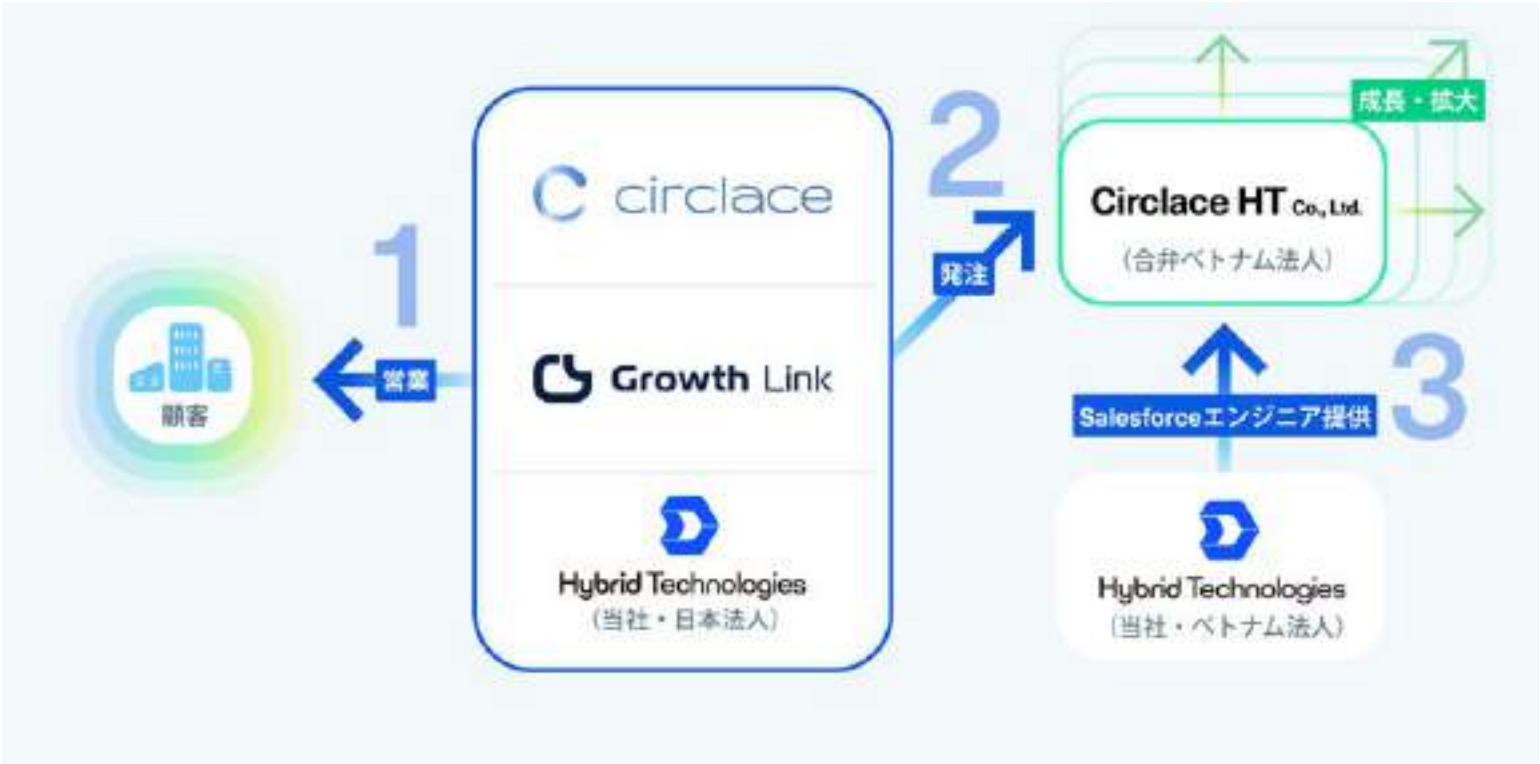 顧客
1
営業
circlace
Growth Link
Hybrid Technologies
(当社・日本法人)
2
発注
成長・拡大
Circlace HT Co., Ltd.
(合弁ベトナム法人)
3
Salesforceエンジニア提供
Hybrid Technologies
(当社・ベトナム法人)